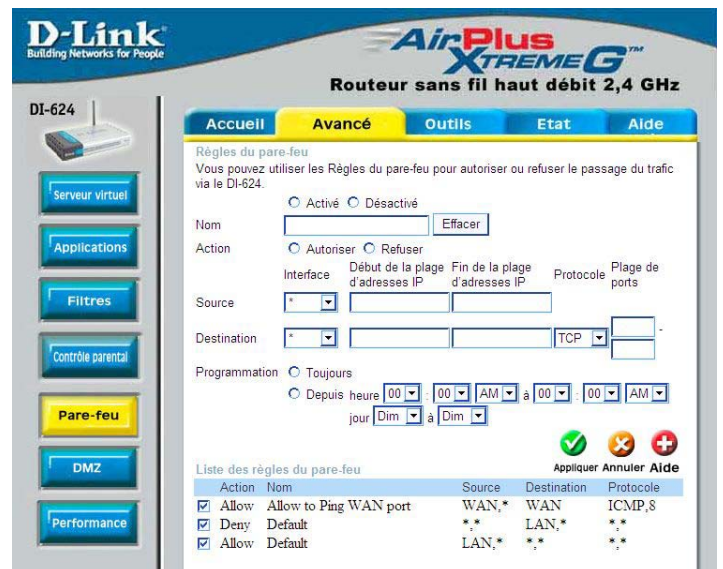 D-Link
Building Networks for People
AirPlus
XTREME G™
Routeur sans fil haut débit 2,4 GHz
DI-624
Accueil Avancé Outils Etat Aide
Serveur virtuel
Applications
Filtres
Contrôle parental
Pare-feu
DMZ
Performance
Règles du pare-feu
Vous pouvez utiliser les Règles du pare-feu pour autoriser ou refuser le passage du trafic
via le DI-624.
Activé Désactivé
Nom Effacer
Action Autoriser Refuser
Interface Début de la plage d'adresses IP Fin de la plage d'adresses IP Protocole Plage de ports
Source *
Destination * TCP -
Programmation Toujours
Depuis heure 00 : 00 AM à 00 : 00 AM
jour Dim à Dim
Appliquer Annuler Aide
Liste des règles du pare-feu
Action Nom Source Destination Protocole
Allow Allow to Ping WAN port WAN,* WAN ICMP,8
Deny Default *,* LAN,* *,*
Allow Default LAN,* *,* *,*